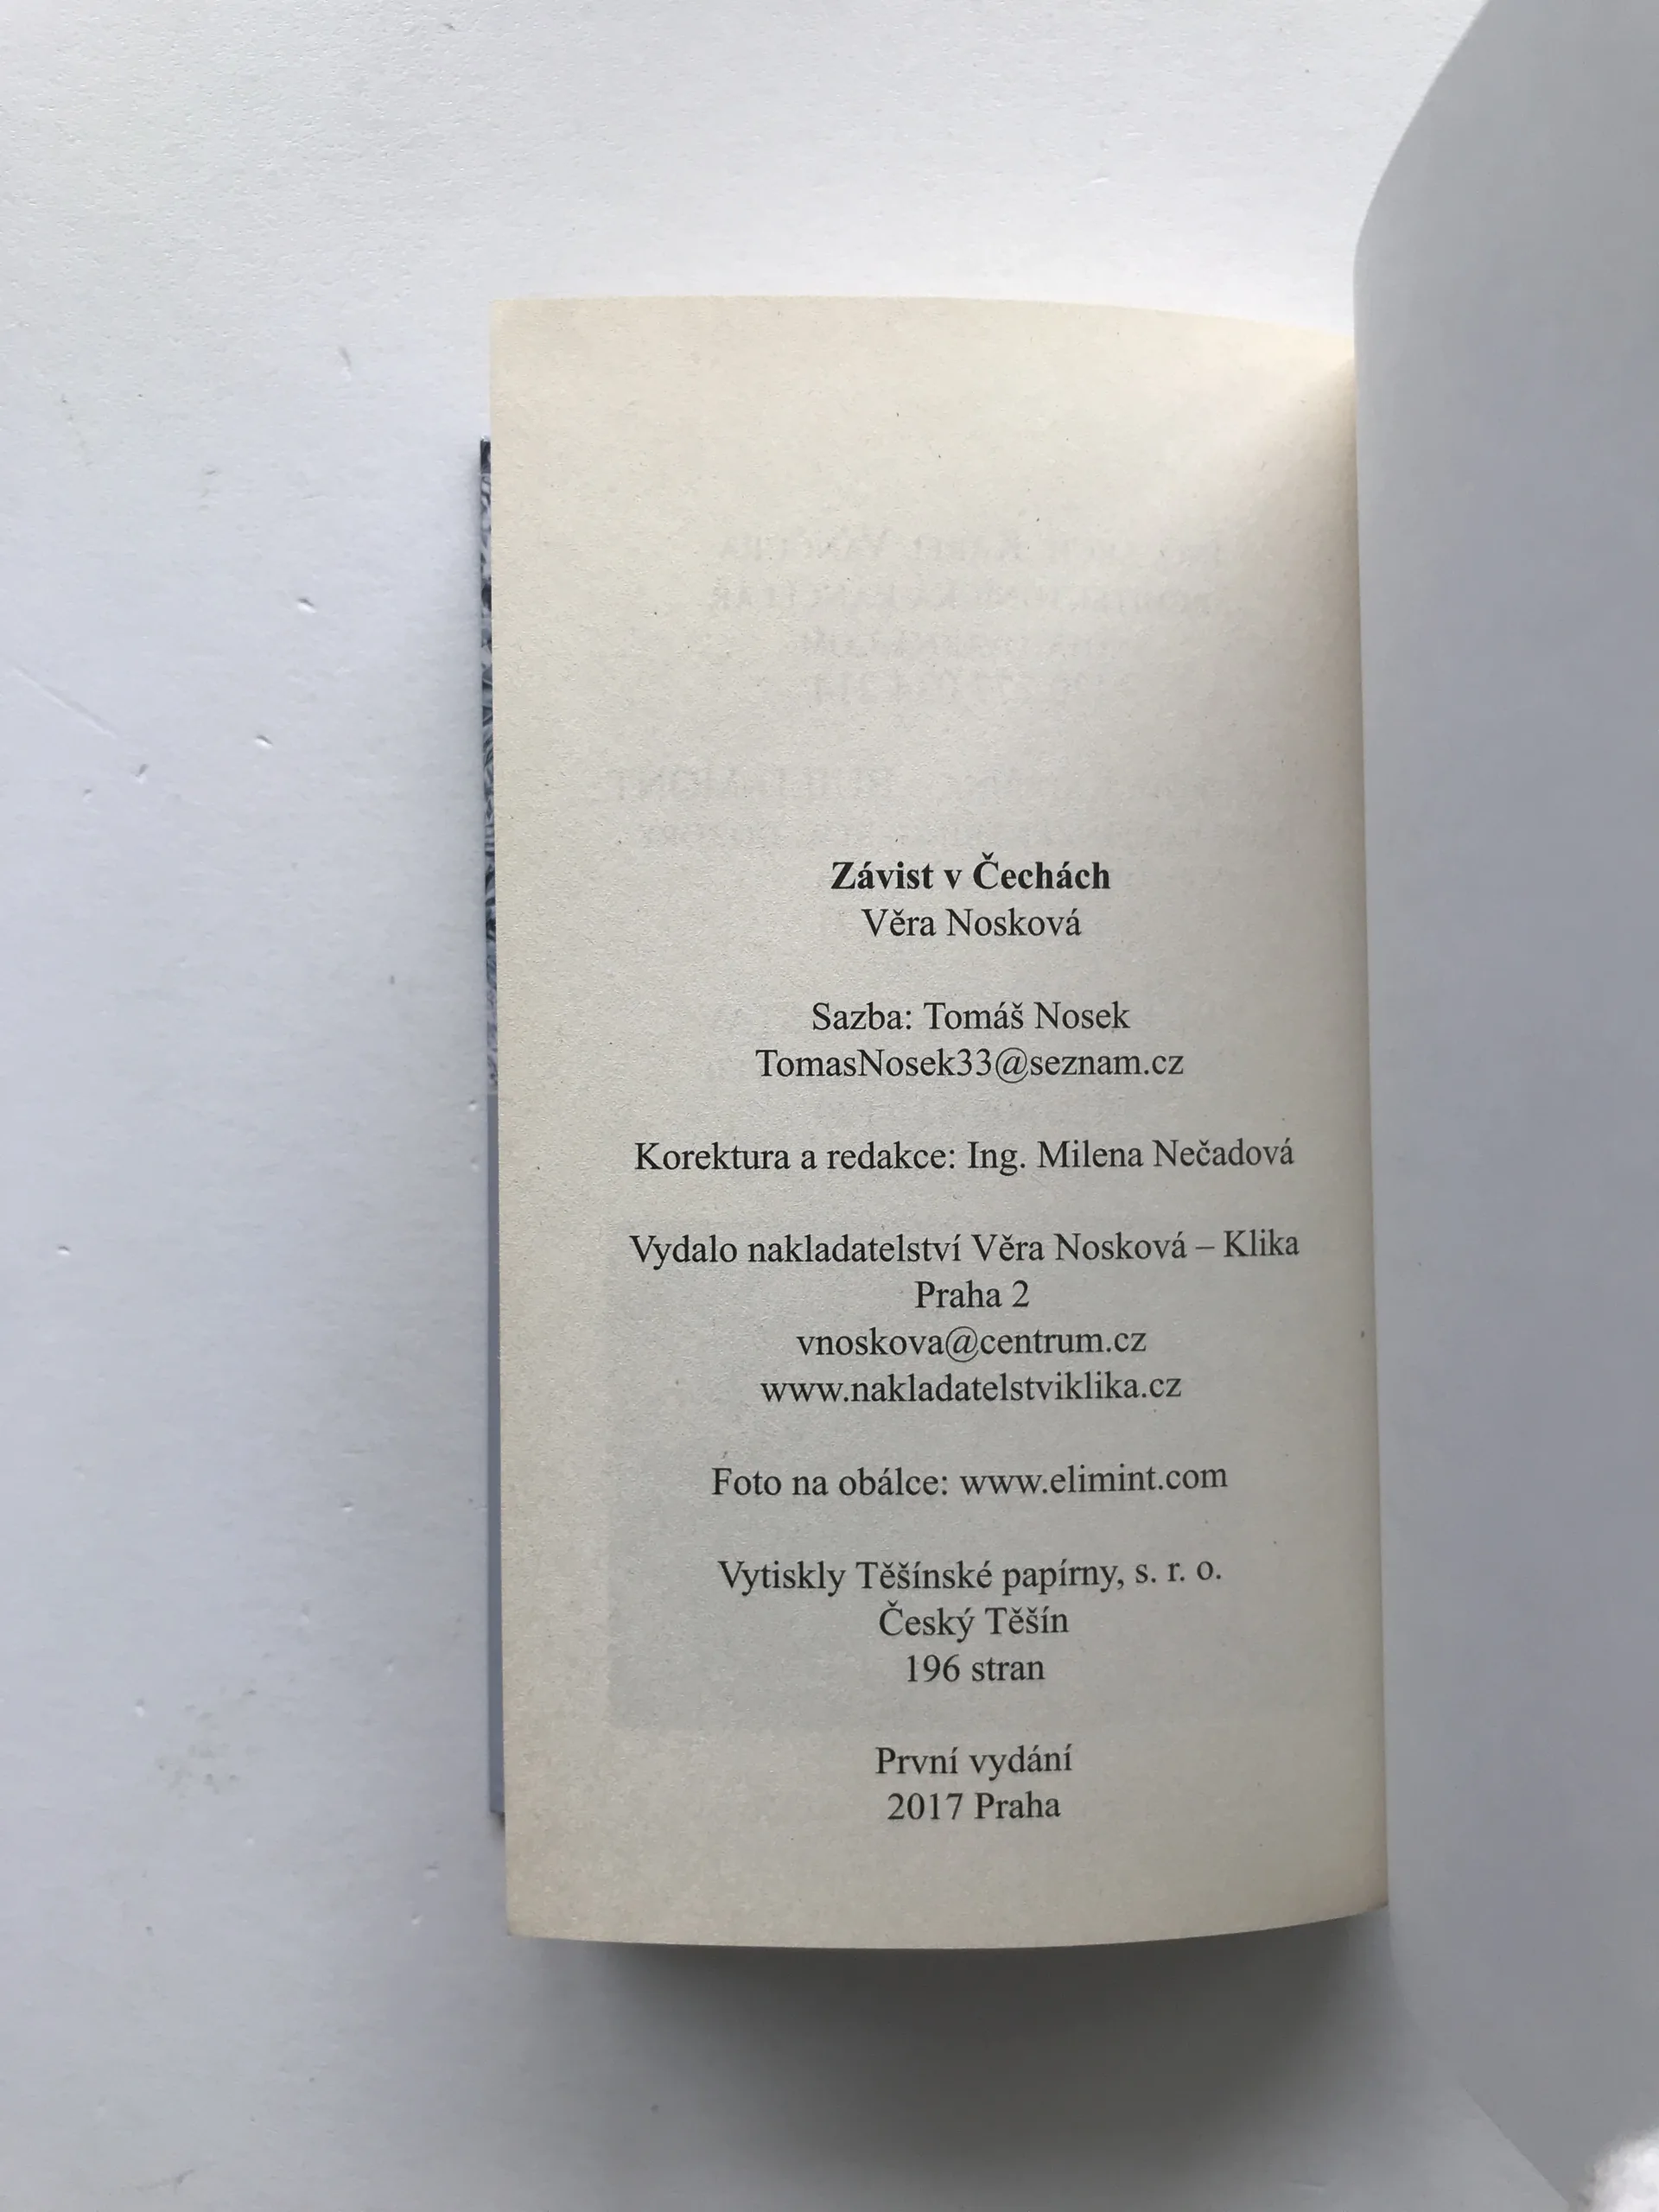 Závist v Čechách
Věra Nosková
Sazba: Tomáš Nosek
TomasNosek33@seznam.cz
Korektura a redakce: Ing. Milena Nečadová
Vydalo nakladatelství Věra Nosková – Klika
Praha 2
vnoskova@centrum.cz
www.nakladatelstviklika.cz
Foto na obálce: www.elimint.com
Vytiskly Těšínské papírny, s. r. o.
Český Těšín
196 stran
První vydání
2017 Praha